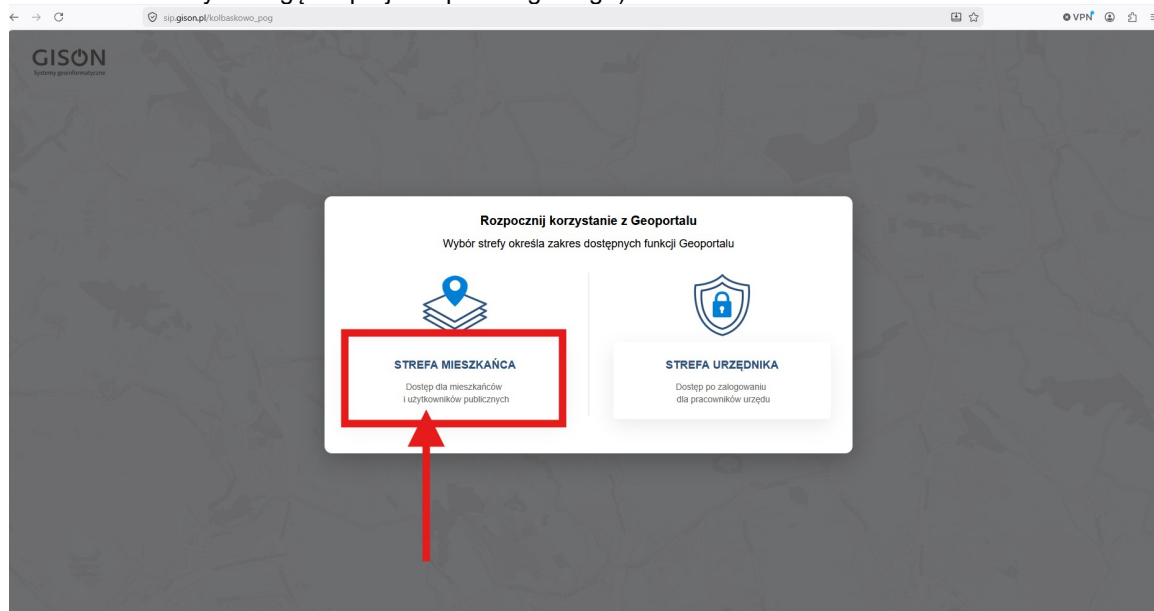 sip.gison.pl/kolbaskowo_pog
VPN
GISON
Systemy geoinformatyczne
Rozpocznij korzystanie z Geoportalu
Wybór strefy określa zakres dostępnych funkcji Geoportalu
STREFA MIESZKAŃCA
Dostęp dla mieszkańców
i użytkowników publicznych
STREFA URZĘDNIKA
Dostęp po zalogowaniu
dla pracowników urzędu